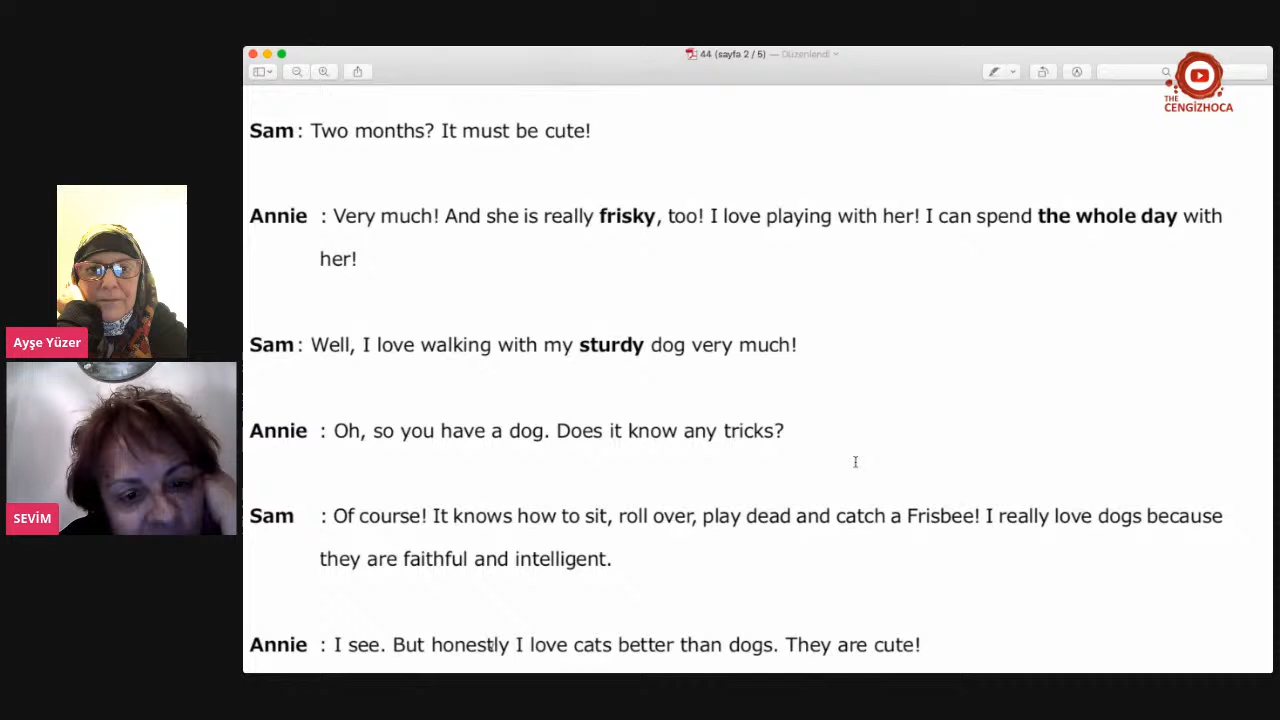 44 (sayfa 2 / 5) — Düzenlendi
THE
CENGİZHOCA
Sam : Two months? It must be cute!
Annie : Very much! And she is really frisky, too! I love playing with her! I can spend the whole day with
her!
Sam : Well, I love walking with my sturdy dog very much!
Annie : Oh, so you have a dog. Does it know any tricks?
Sam : Of course! It knows how to sit, roll over, play dead and catch a Frisbee! I really love dogs because
they are faithful and intelligent.
Annie : I see. But honestly I love cats better than dogs. They are cute!
Ayşe Yüzer
SEVİM